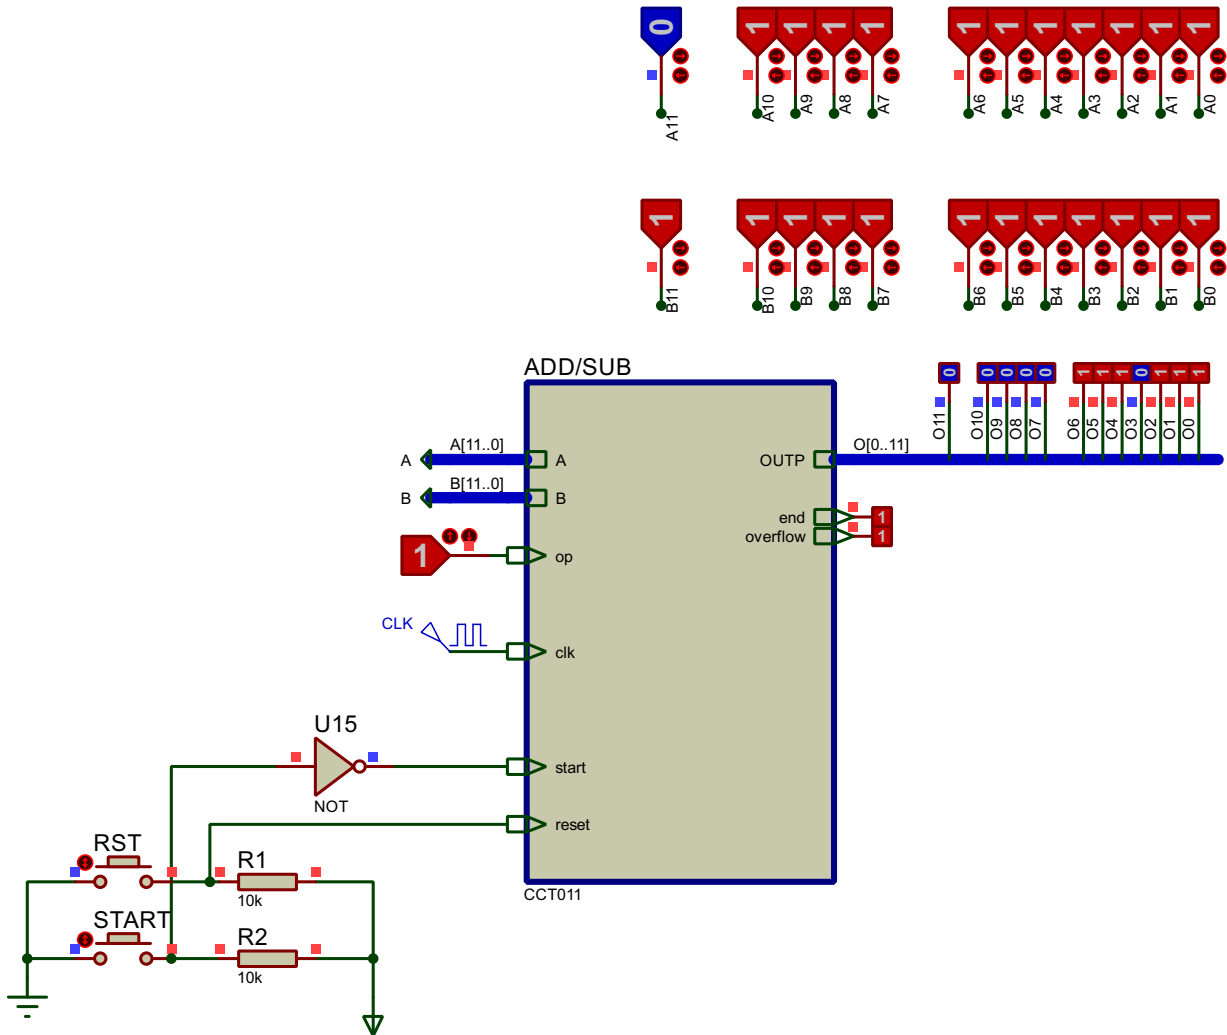 0 1 1 1 1 1 1 1 1 1 1 1
A11 A10 A9 A8 A7 A6 A5 A4 A3 A2 A1 A0
1 1 1 1 1 1 1 1 1 1 1 1
B11 B10 B9 B8 B7 B6 B5 B4 B3 B2 B1 B0
ADD/SUB
0 0 0 0 0 1 1 1 0 1 1 1
O11 O10 O9 O8 O7 O6 O5 O4 O3 O2 O1 O0
A A[11..0] A
OUTP O[0..11]
B B[11..0] B
end 1
overflow 1
1 op
CLK clk
U15
start
NOT
reset
RST R1
10k
CCT011
START R2
10k